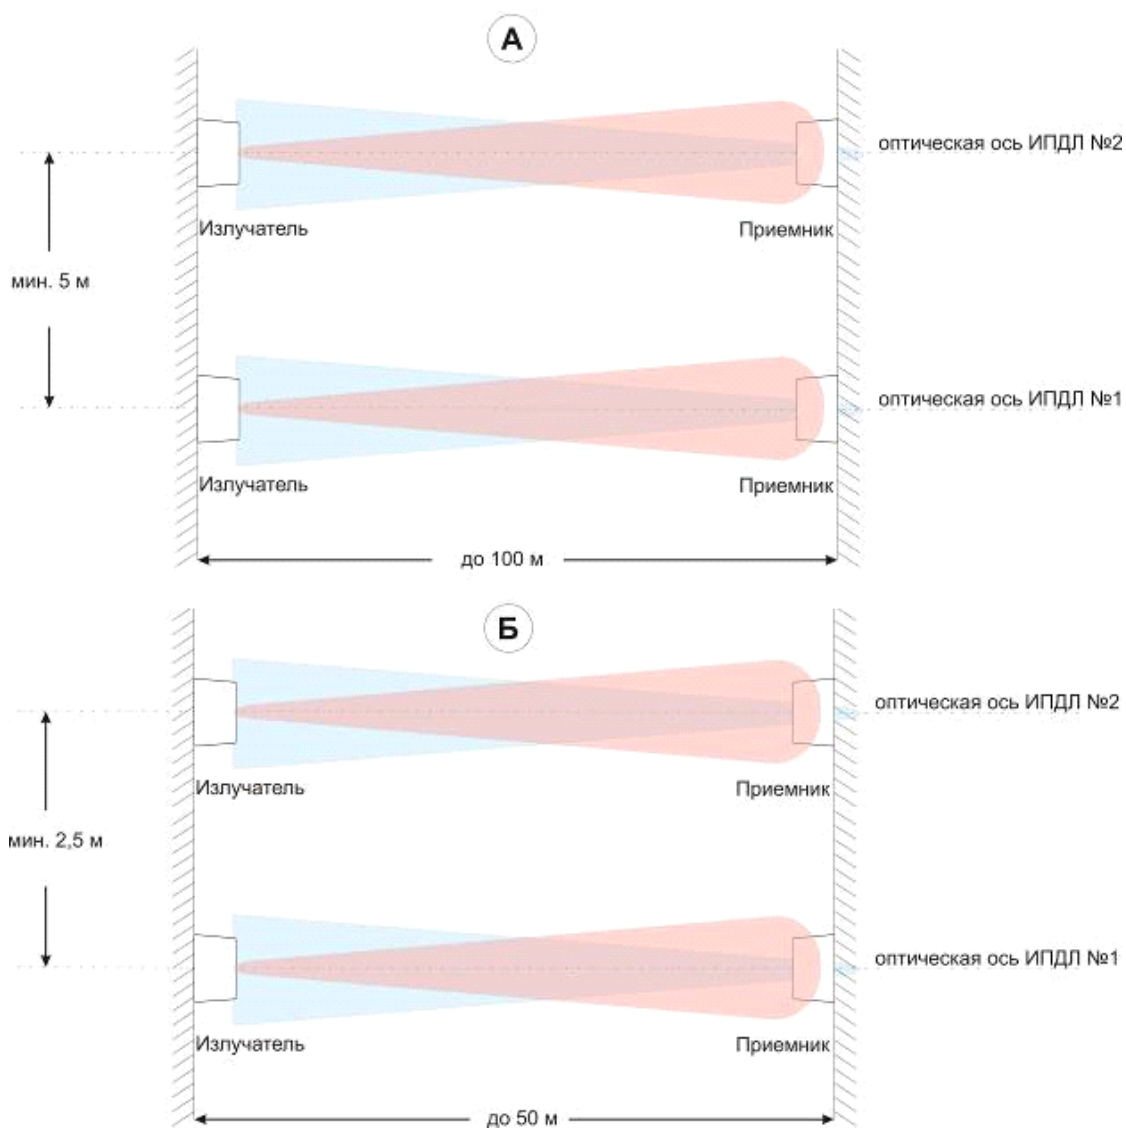 А
оптическая ось ИПДЛ №2
Излучатель
Приемник
мин. 5 м
оптическая ось ИПДЛ №1
Излучатель
Приемник
до 100 м
Б
оптическая ось ИПДЛ №2
Излучатель
Приемник
мин. 2,5 м
оптическая ось ИПДЛ №1
Излучатель
Приемник
до 50 м